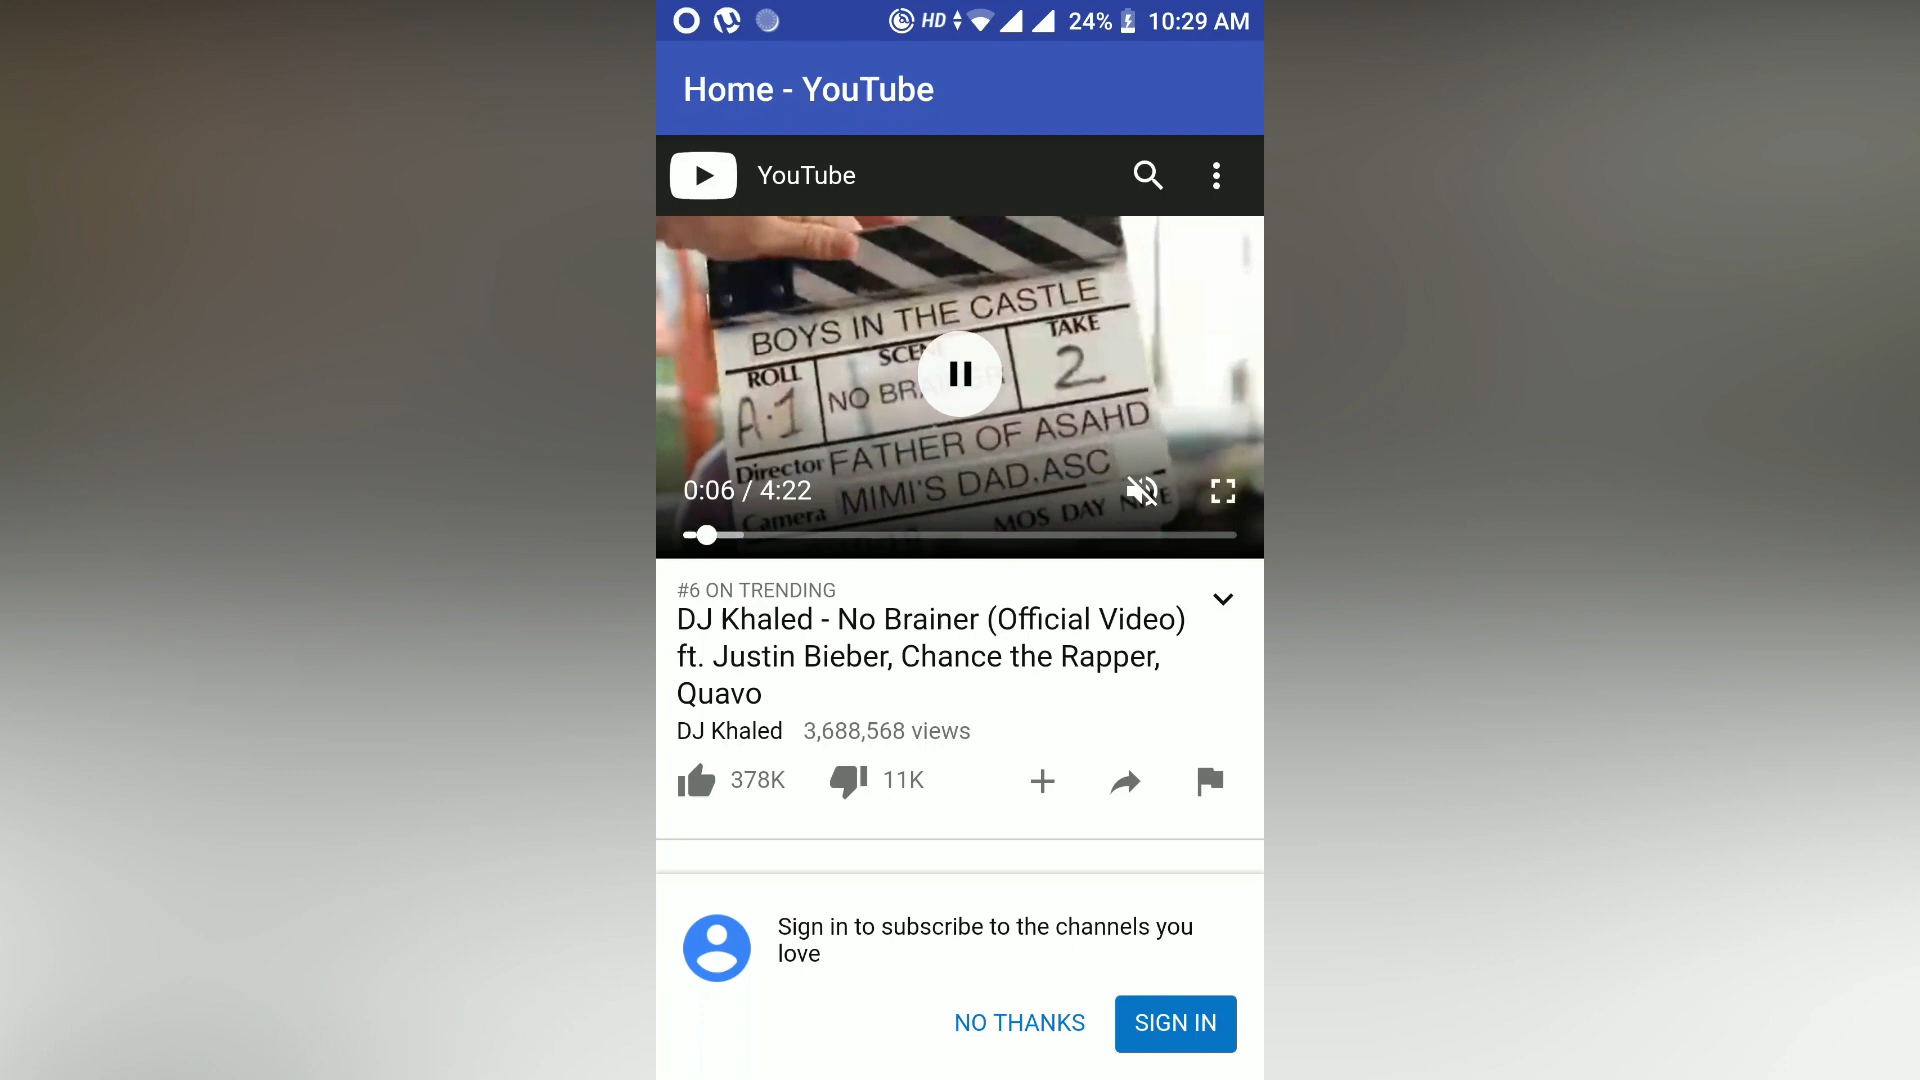 HD 24% 10:29 AM
Home - YouTube
YouTube
BOYS IN THE CASTLE
ROLL SCEN TAKE
A·1 NO BRAINER 2
Director FATHER OF ASAHD
MIMI'S DAD.ASC
Camera MOS DAY
0:06 / 4:22
#6 ON TRENDING
DJ Khaled - No Brainer (Official Video)
ft. Justin Bieber, Chance the Rapper,
Quavo
DJ Khaled 3,688,568 views
378K 11K
Sign in to subscribe to the channels you
love
NO THANKS SIGN IN